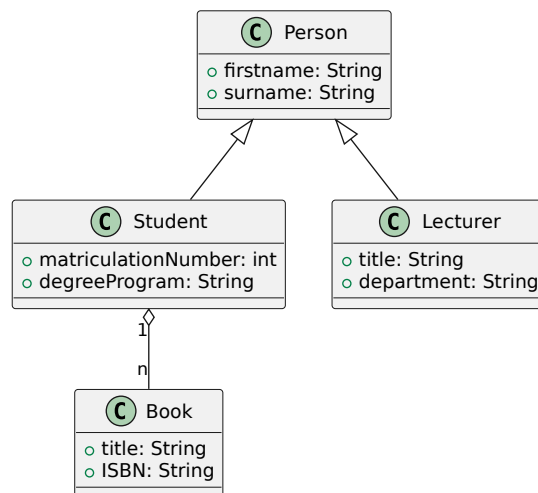 C Person
firstname: String
surname: String
C Student
matriculationNumber: int
degreeProgram: String
C Lecturer
title: String
department: String
1
n
C Book
title: String
ISBN: String